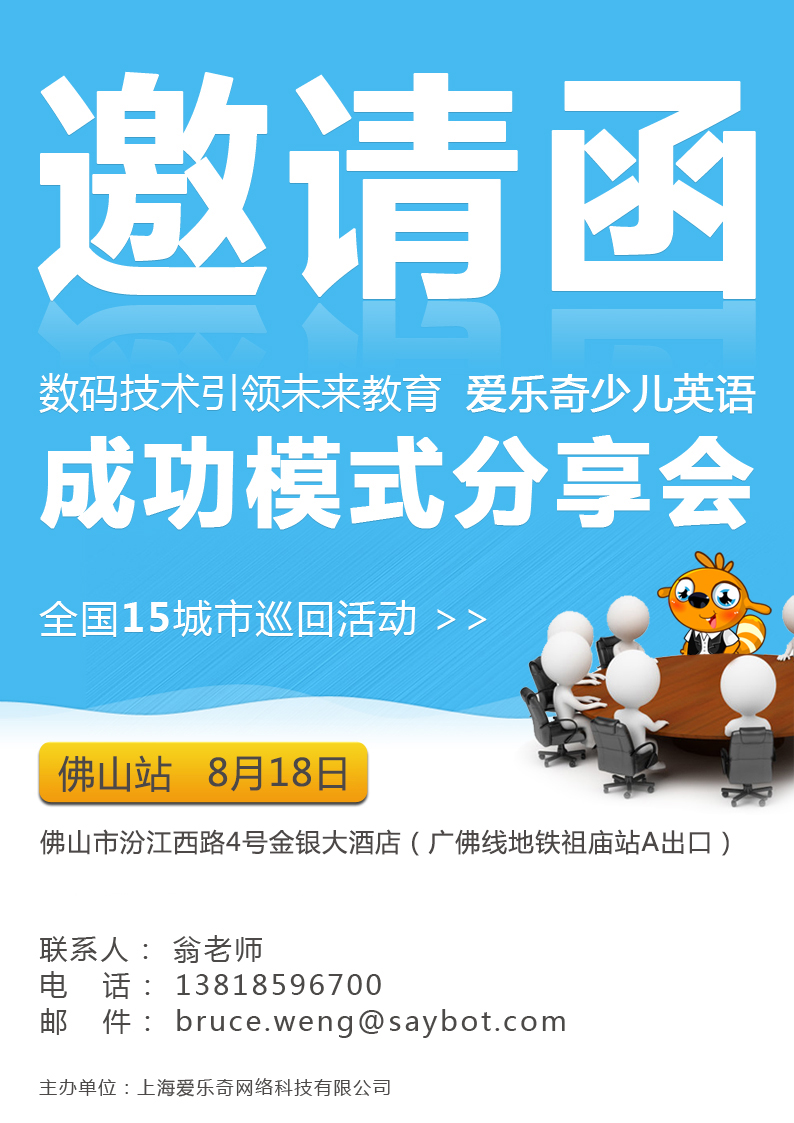 邀请函
数码技术引领未来教育 爱乐奇少儿英语
成功模式分享会
全国15城市巡回活动 >>
佛山站 8月18日
佛山市汾江西路4号金银大酒店（广佛线地铁祖庙站A出口）
联系人： 翁老师
电 话： 13818596700
邮 件： bruce.weng@saybot.com
主办单位：上海爱乐奇网络科技有限公司